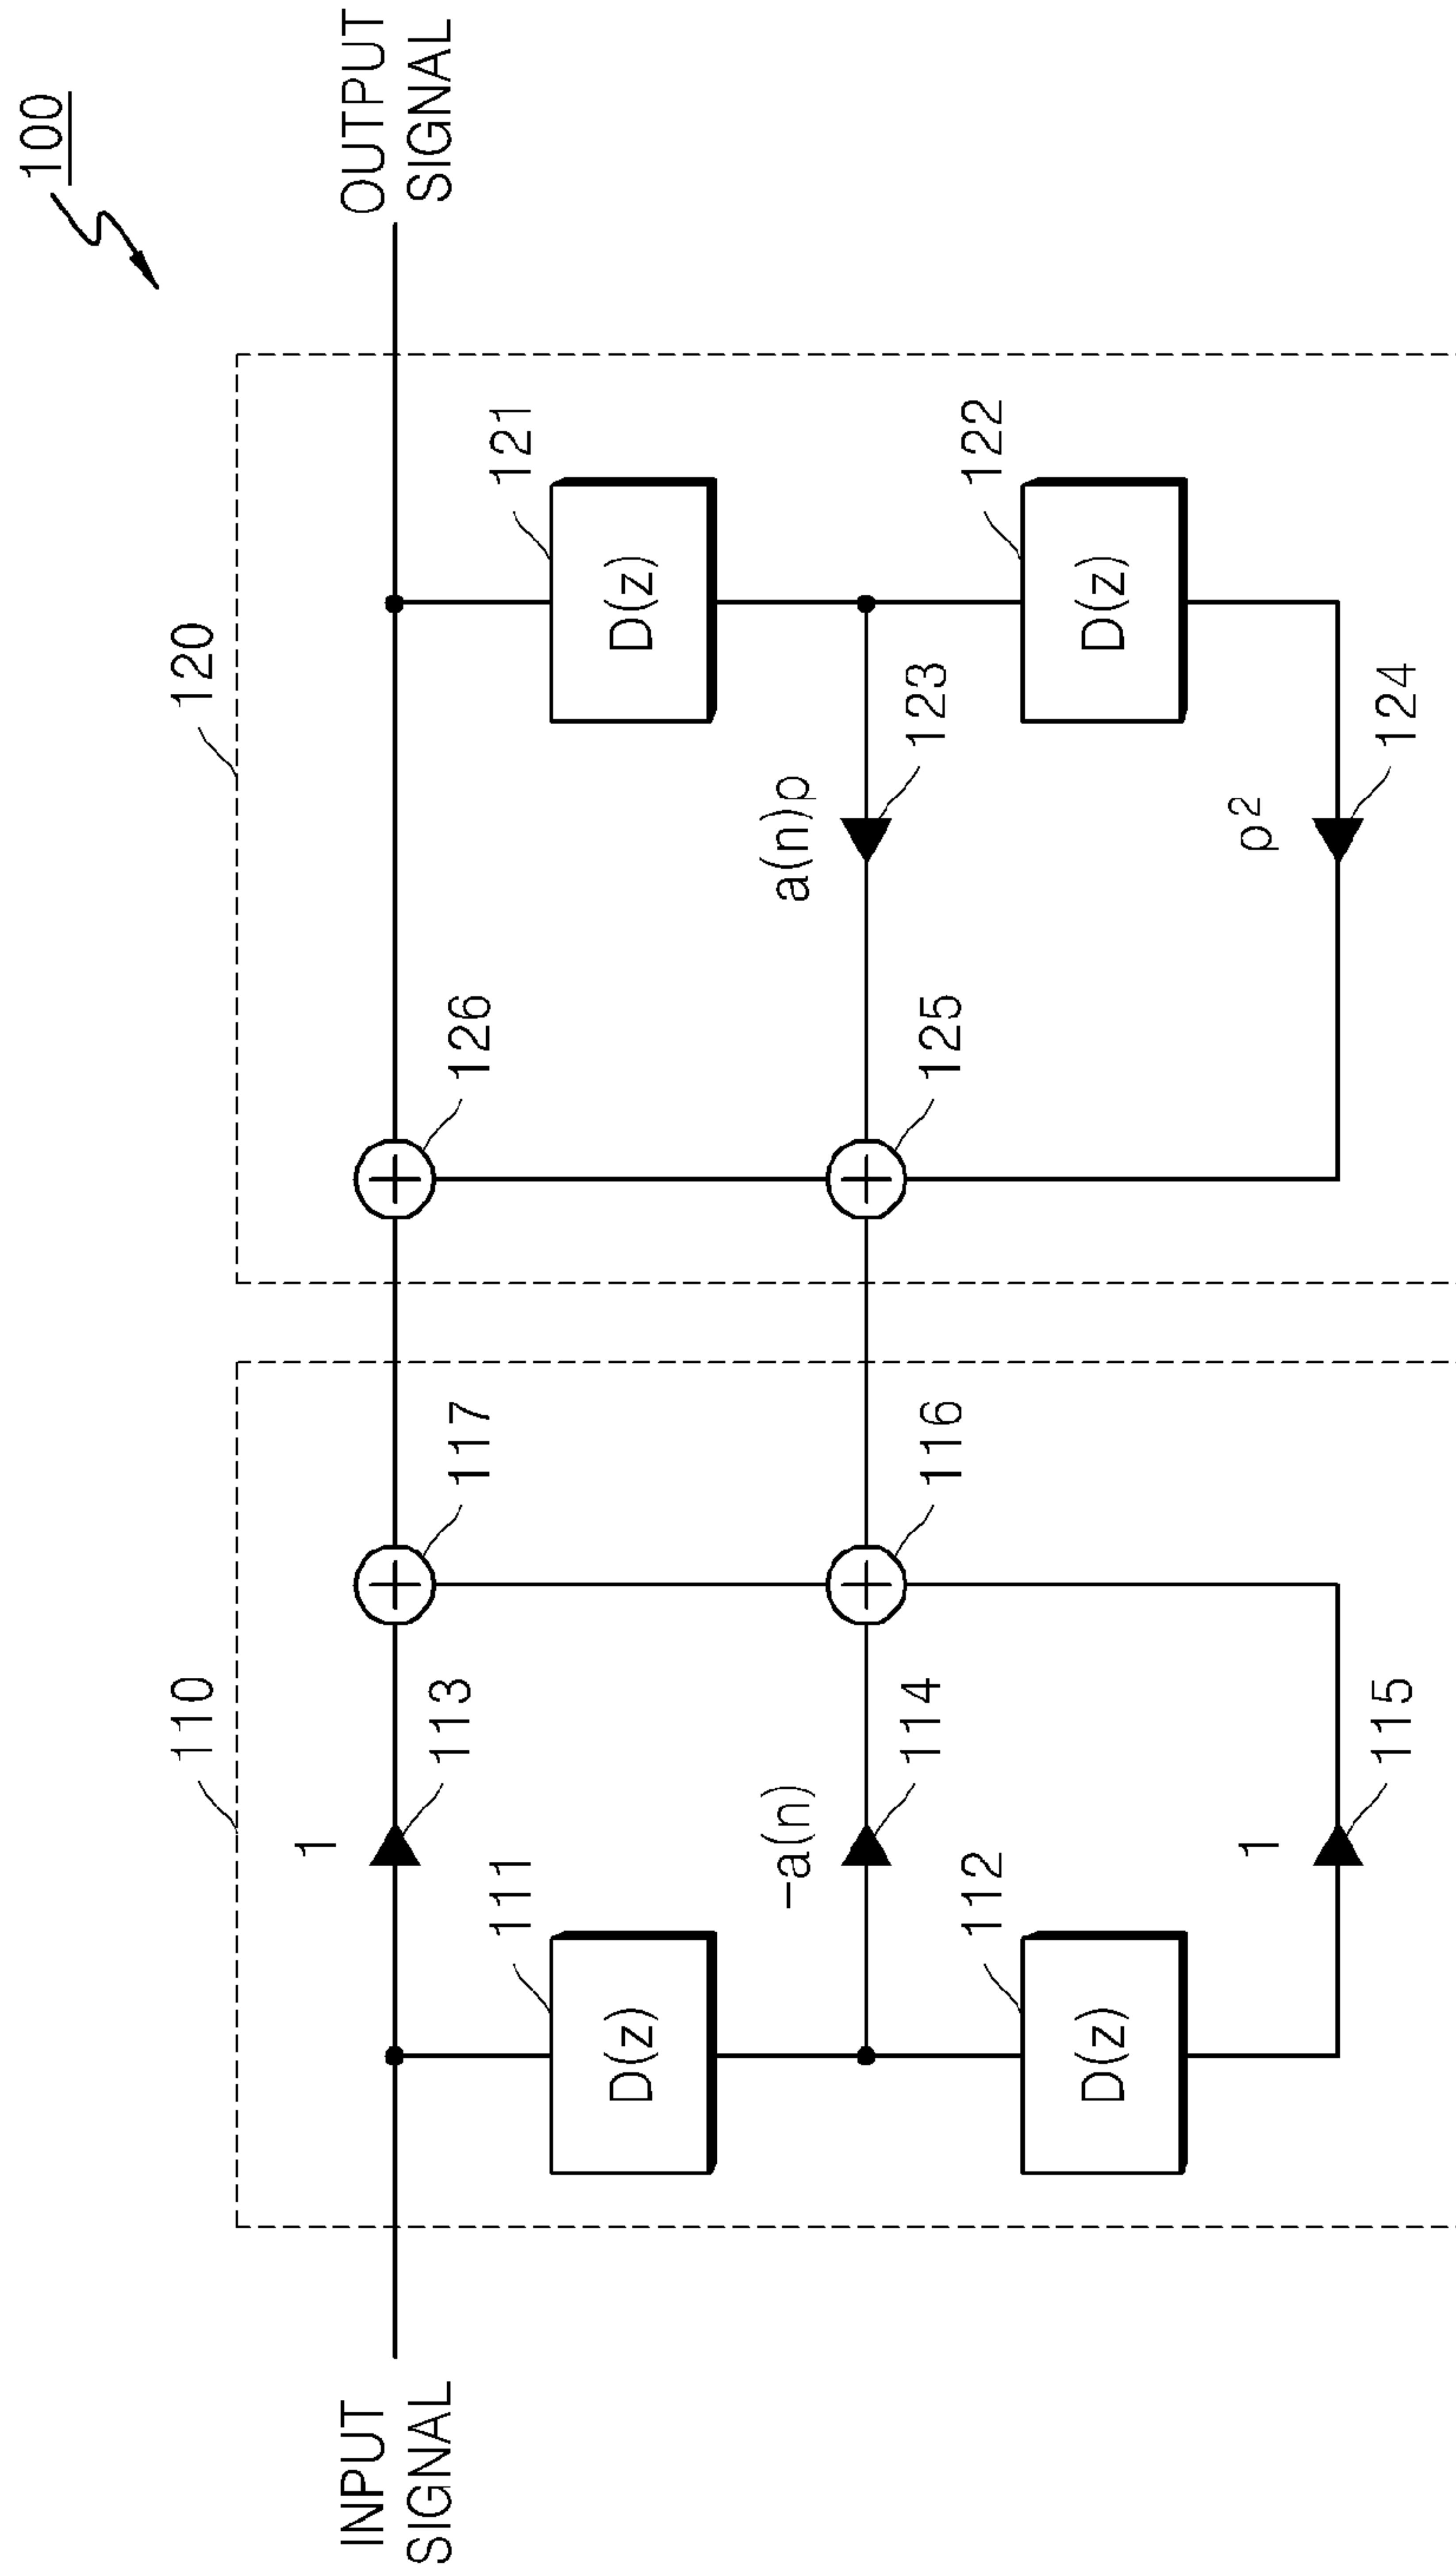 100
INPUT
SIGNAL
OUTPUT
SIGNAL
110
120
1
113
117
126
111
D(z)
121
D(z)
-a(n)
114
116
125
a(n)ρ
123
112
D(z)
122
D(z)
1
115
ρ²
124